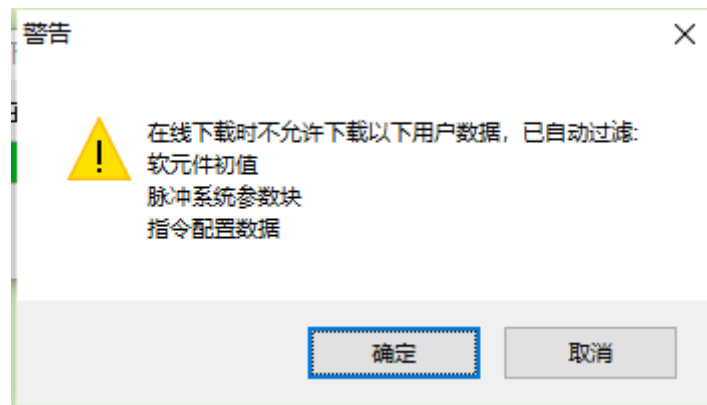 警告
在线下载时不允许下载以下用户数据，已自动过滤:
软元件初值
脉冲系统参数块
指令配置数据
确定
取消